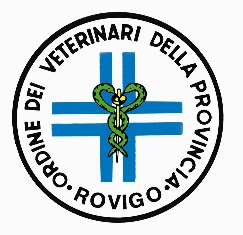 ORDINE DEI VETERINARI DELLA PROVINCIA
• ROVIGO •